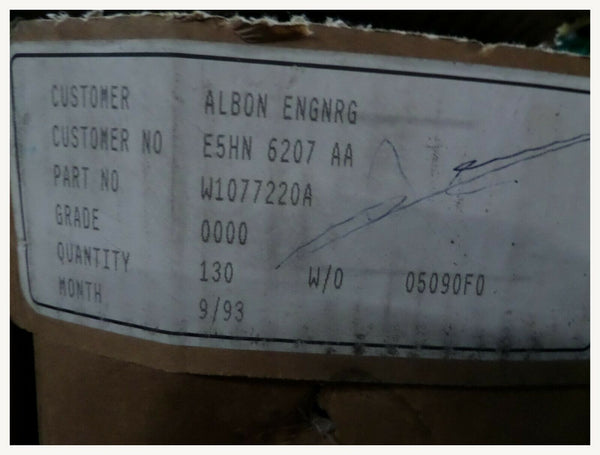 CUSTOMER ALBON ENGNRG
CUSTOMER NO E5HN 6207 AA
PART NO W1077220A
GRADE 0000
QUANTITY 130 W/O 05090F0
MONTH 9/93